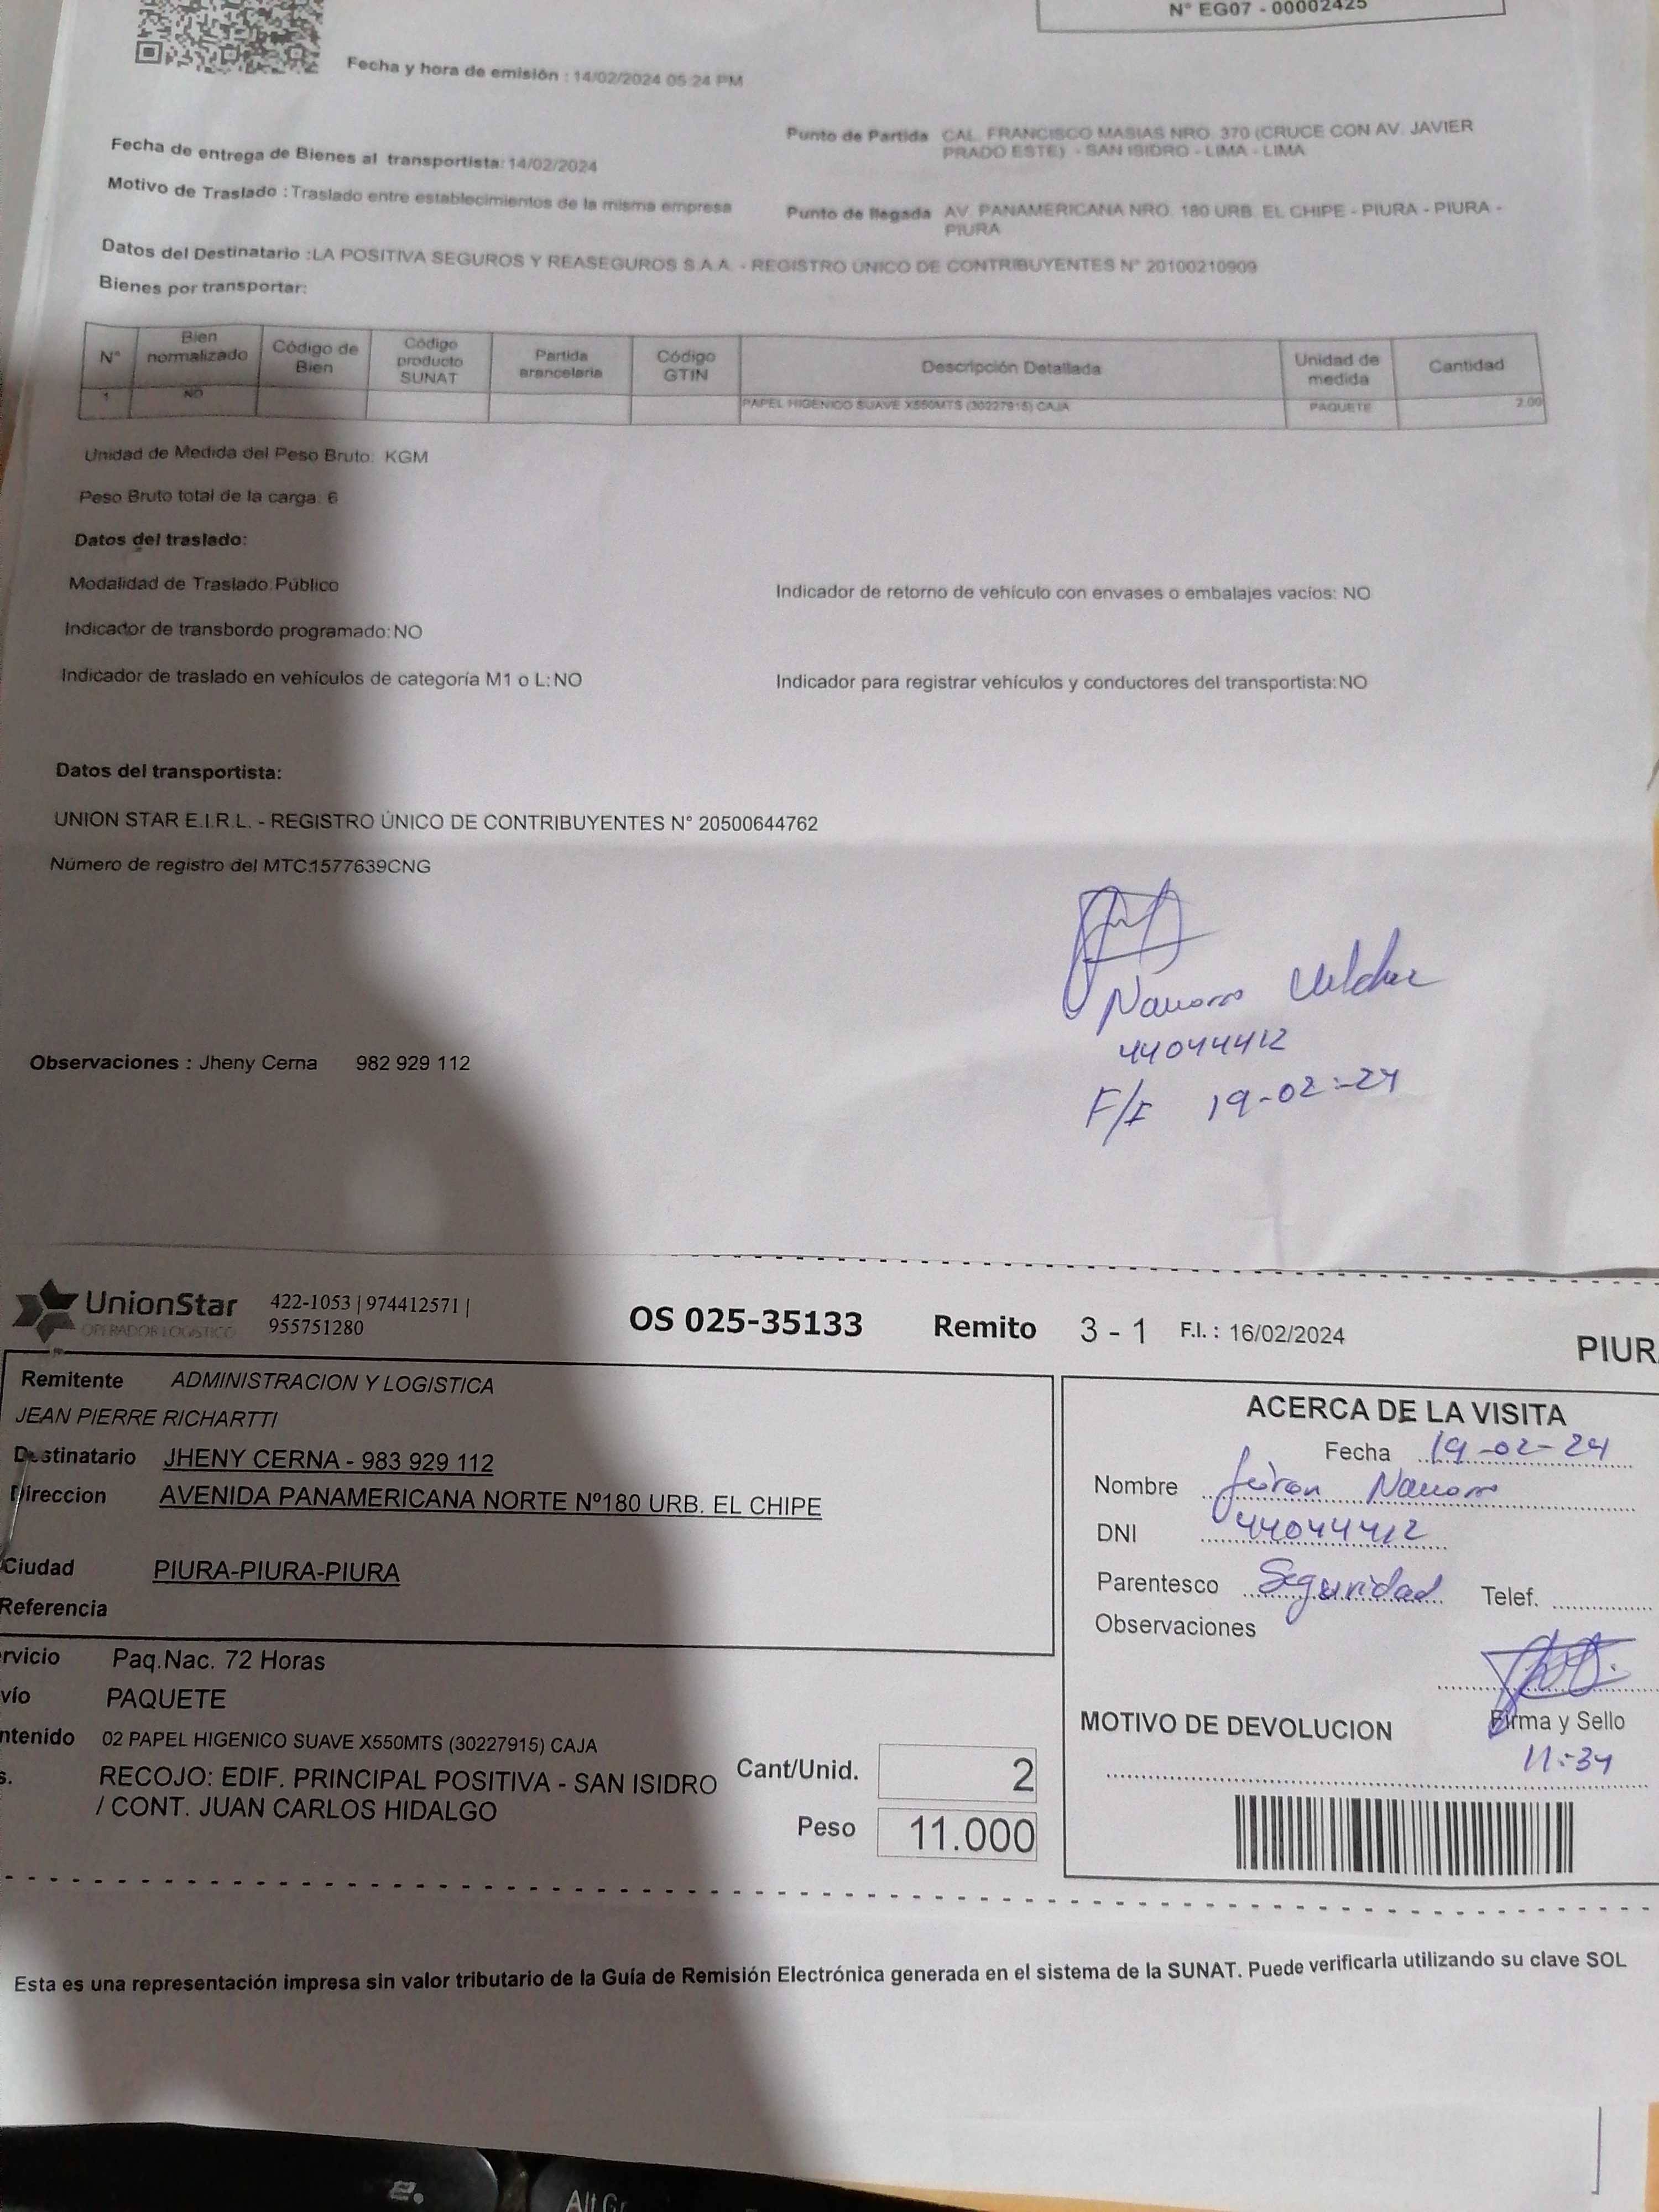 N° EG07 - 00002425
Fecha y hora de emisión : 14/02/2024 05:24 PM
Fecha de entrega de Bienes al transportista: 14/02/2024
Motivo de Traslado : Traslado entre establecimientos de la misma empresa
Punto de Partida CAL. FRANCISCO MASIAS NRO. 370 (CRUCE CON AV. JAVIER
PRADO ESTE) - SAN ISIDRO - LIMA - LIMA
Punto de llegada AV. PANAMERICANA NRO. 180 URB. EL CHIPE - PIURA - PIURA -
PIURA
Datos del Destinatario : LA POSITIVA SEGUROS Y REASEGUROS S.A.A. - REGISTRO ÚNICO DE CONTRIBUYENTES N° 20100210909
Bienes por transportar:
N° Bien normalizado Código de Bien Código producto SUNAT Partida arancelaria Código GTIN Descripción Detallada Unidad de medida Cantidad
1 NO PAPEL HIGENICO SUAVE X550MTS (30227915) CAJA PAQUETE 2.00
Unidad de Medida del Peso Bruto: KGM
Peso Bruto total de la carga: 6
Datos del traslado:
Modalidad de Traslado: Público
Indicador de retorno de vehículo con envases o embalajes vacíos: NO
Indicador de transbordo programado: NO
Indicador de traslado en vehículos de categoría M1 o L: NO
Indicador para registrar vehículos y conductores del transportista: NO
Datos del transportista:
UNION STAR E.I.R.L. - REGISTRO ÚNICO DE CONTRIBUYENTES N° 20500644762
Número de registro del MTC:1577639CNG
Navarro
44044412
F/E 19-02-24
Observaciones : Jheny Cerna 982 929 112
UnionStar
OPERADOR LOGISTICO
422-1053 | 974412571 |
955751280
OS 025-35133 Remito 3 - 1 F.I. : 16/02/2024
PIUR
Remitente ADMINISTRACION Y LOGISTICA
JEAN PIERRE RICHARTTI
Destinatario JHENY CERNA - 983 929 112
Direccion AVENIDA PANAMERICANA NORTE Nº180 URB. EL CHIPE
Ciudad PIURA-PIURA-PIURA
Referencia
rvicio Paq.Nac. 72 Horas
vío PAQUETE
ntenido 02 PAPEL HIGENICO SUAVE X550MTS (30227915) CAJA
s. RECOJO: EDIF. PRINCIPAL POSITIVA - SAN ISIDRO
/ CONT. JUAN CARLOS HIDALGO
Cant/Unid. 2
Peso 11.000
ACERCA DE LA VISITA
Fecha 19-02-24
Nombre Navarro
DNI 44044412
Parentesco Seguridad Telef.
Observaciones
MOTIVO DE DEVOLUCION
Firma y Sello
11:34
Esta es una representación impresa sin valor tributario de la Guía de Remisión Electrónica generada en el sistema de la SUNAT. Puede verificarla utilizando su clave SOL
Alt Gr